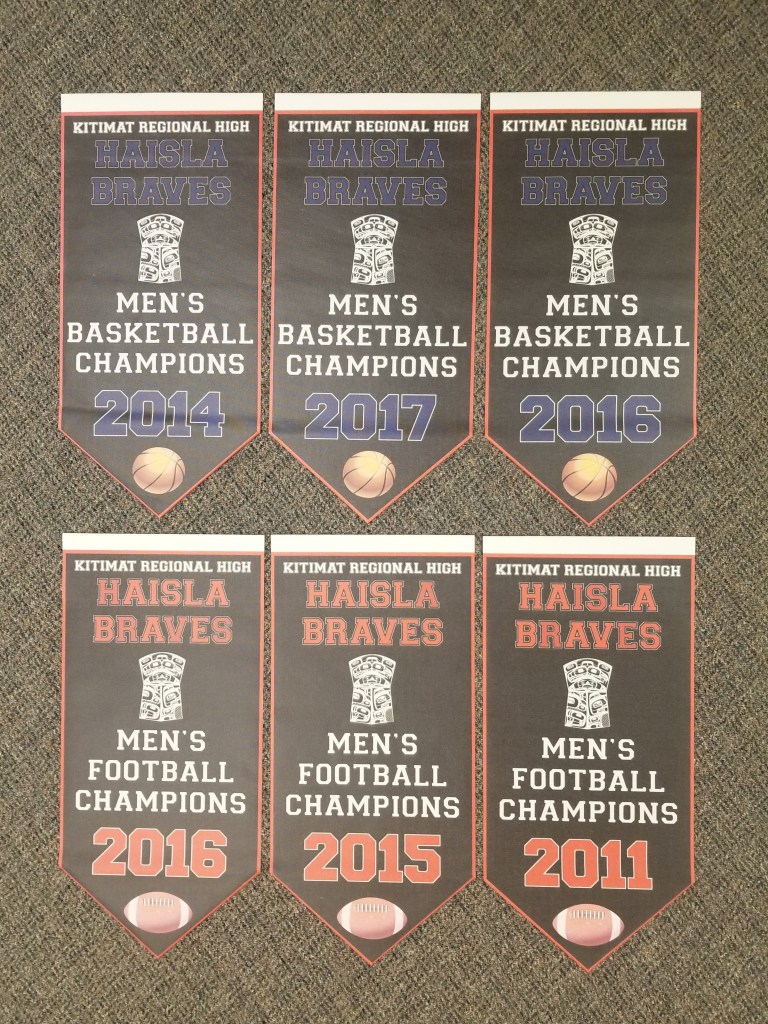 KITIMAT REGIONAL HIGH
HAISLA
BRAVES
MEN'S
BASKETBALL
CHAMPIONS
2014
KITIMAT REGIONAL HIGH
HAISLA
BRAVES
MEN'S
BASKETBALL
CHAMPIONS
2017
KITIMAT REGIONAL HIGH
HAISLA
BRAVES
MEN'S
BASKETBALL
CHAMPIONS
2016
KITIMAT REGIONAL HIGH
HAISLA
BRAVES
MEN'S
FOOTBALL
CHAMPIONS
2016
KITIMAT REGIONAL HIGH
HAISLA
BRAVES
MEN'S
FOOTBALL
CHAMPIONS
2015
KITIMAT REGIONAL HIGH
HAISLA
BRAVES
MEN'S
FOOTBALL
CHAMPIONS
2011